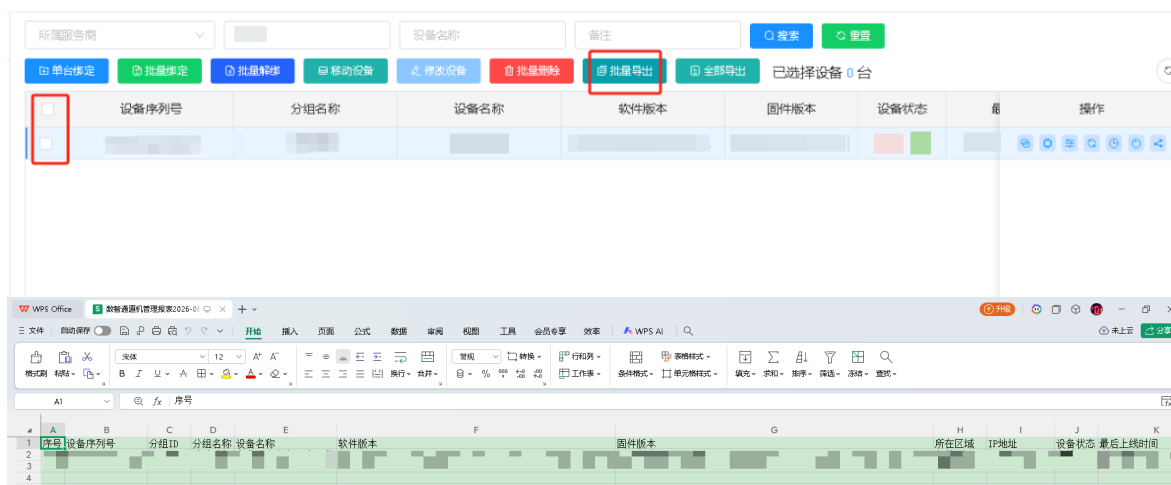 所属服务商 设备名称 备注 搜索 重置
单台绑定 批量绑定 批量解绑 移动设备 修改设备 批量删除 批量导出 全部导出 已选择设备 0 台
设备序列号 分组名称 设备名称 软件版本 固件版本 设备状态 操作
WPS Office 数智通逐机管理报表2026-0
三 文件 自动保存 开始 插入 页面 公式 数据 审阅 视图 工具 会员专享 效率 WPS AI 未上云 分享
升级
格式刷 粘贴 宋体 12 A+ A- B I U A 换行 合并 常规 % 转换 行和列 工作表 条件格式 表格样式 单元格样式 填充 求和 排序 筛选 冻结 查找
A1 fx 序号
A B C D E F G H I J K
1 序号 设备序列号 分组ID 分组名称 设备名称 软件版本 固件版本 所在区域 IP地址 设备状态 最后上线时间
2
3
4